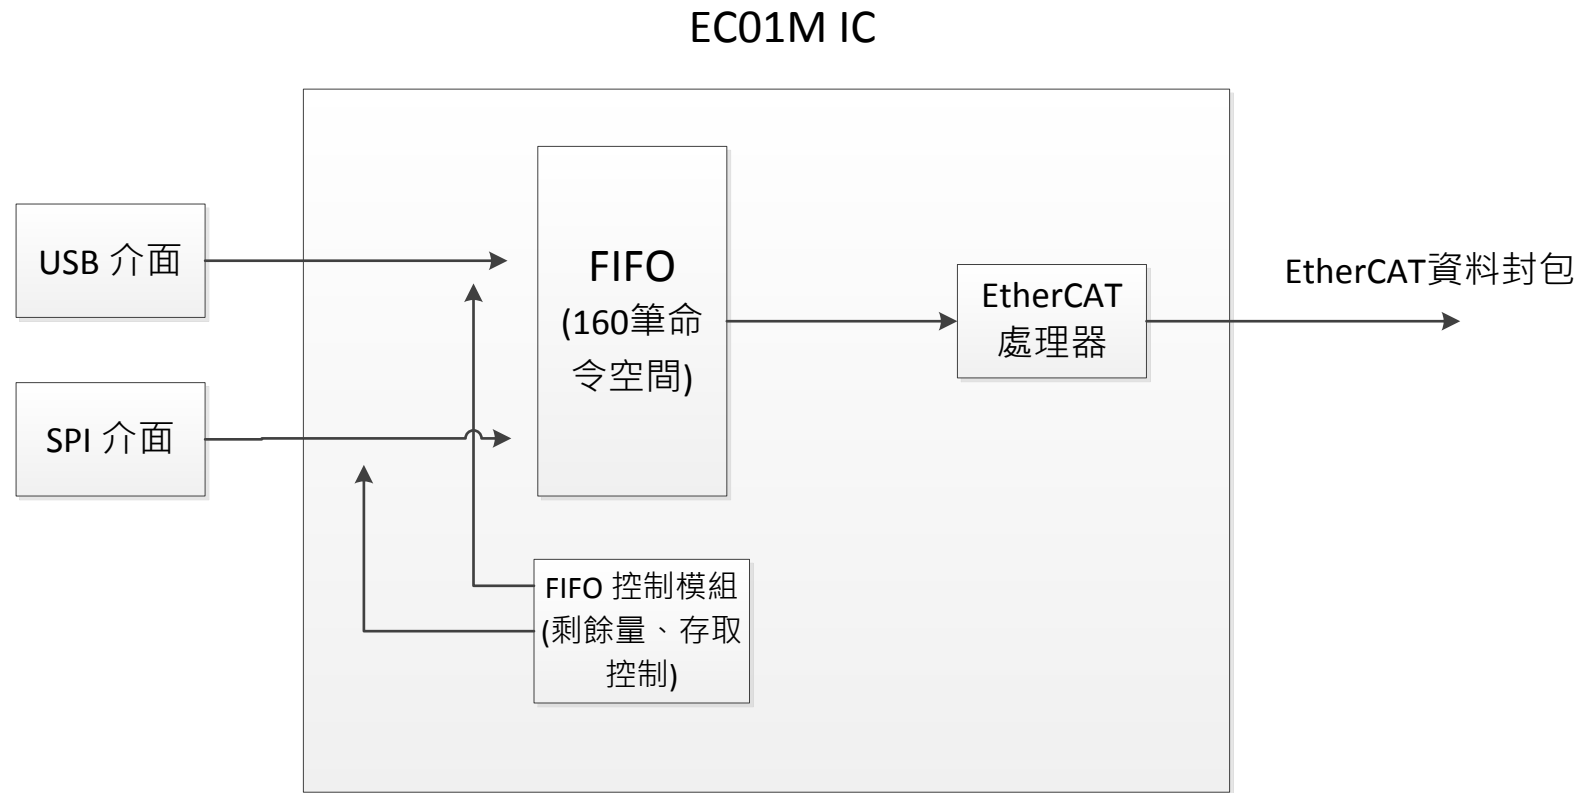 EC01M IC
USB 介面
SPI 介面
FIFO
(160筆命
令空間)
EtherCAT
處理器
EtherCAT資料封包
FIFO 控制模組
(剩餘量、存取
控制)